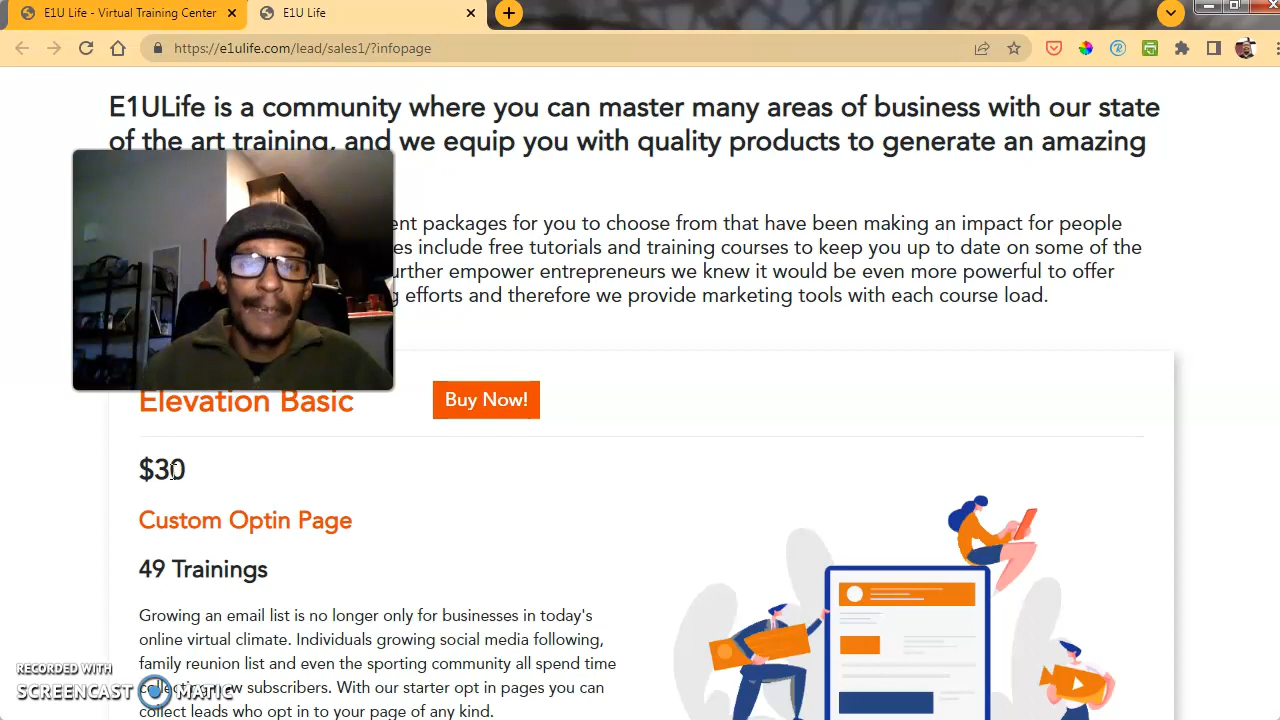 E1U Life - Virtual Training Center
E1U Life
https://e1ulife.com/lead/sales1/?infopage
E1ULife is a community where you can master many areas of business with our state
of the art training, and we equip you with quality products to generate an amazing
packages for you to choose from that have been making an impact for people
include free tutorials and training courses to keep you up to date on some of the
further empower entrepreneurs we knew it would be even more powerful to offer
efforts and therefore we provide marketing tools with each course load.
Elevation Basic
Buy Now!
$30
Custom Optin Page
49 Trainings
Growing an email list is no longer only for businesses in today's
online virtual climate. Individuals growing social media following,
family reunion list and even the sporting community all spend time
subscribers. With our starter opt in pages you can
collect leads who opt in to your page of any kind.
RECORDED WITH
SCREENCAST MATIC